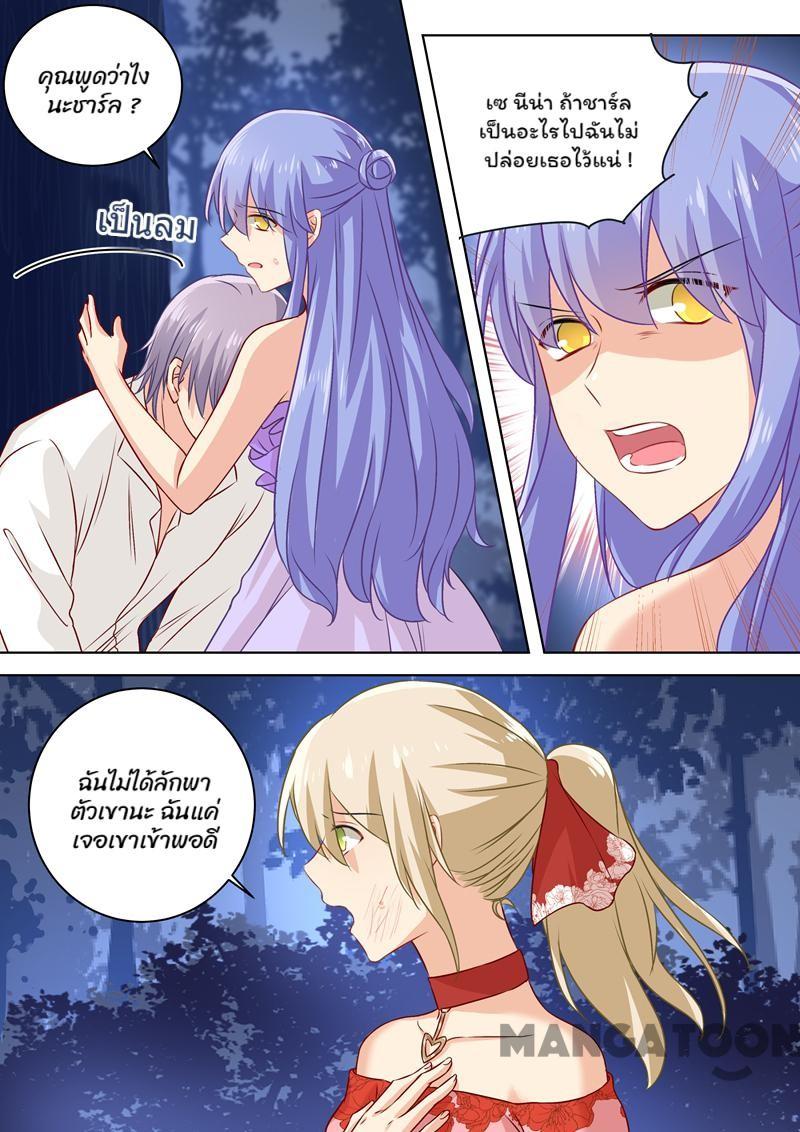 คุณพูดว่าไง
นะชาร์ล ?
เป็นลม
เซ นีน่า ถ้าชาร์ล
เป็นอะไรไปฉันไม่
ปล่อยเธอไว้แน่ !
ฉันไม่ได้ลักพา
ตัวเขานะ ฉันแค่
เจอเขาเข้าพอดี
MANGATOON